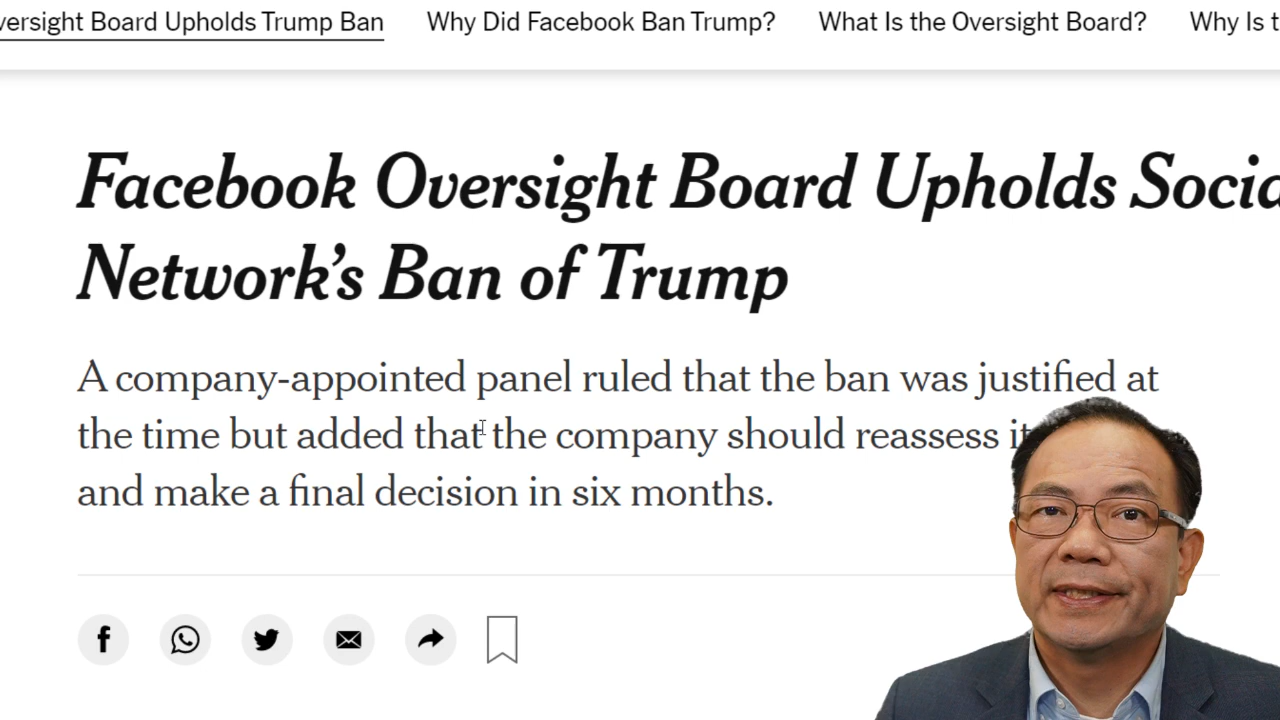 versight Board Upholds Trump Ban Why Did Facebook Ban Trump? What Is the Oversight Board? Why Is t
Facebook Oversight Board Upholds Socia
Network's Ban of Trump
A company-appointed panel ruled that the ban was justified at
the time but added that the company should reassess it
and make a final decision in six months.